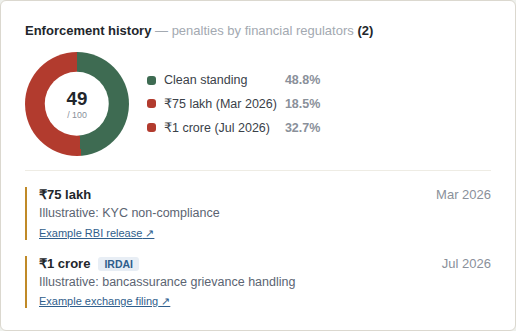 Enforcement history — penalties by financial regulators (2)
49
/ 100
Clean standing 48.8%
₹75 lakh (Mar 2026) 18.5%
₹1 crore (Jul 2026) 32.7%
₹75 lakh Mar 2026
Illustrative: KYC non-compliance
Example RBI release ↗
₹1 crore IRDAI Jul 2026
Illustrative: bancassurance grievance handling
Example exchange filing ↗